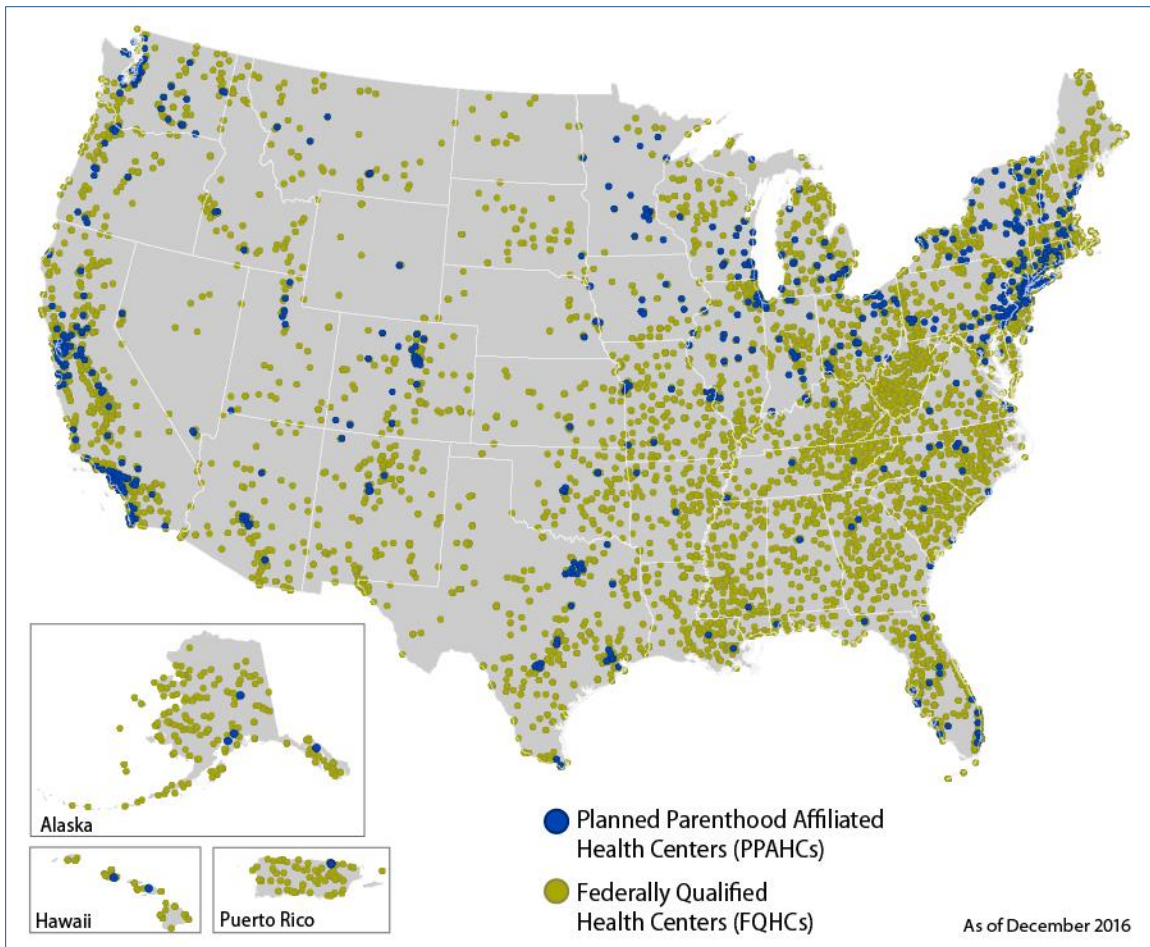 Alaska
Hawaii
Puerto Rico
Planned Parenthood Affiliated
Health Centers (PPAHCs)
Federally Qualified
Health Centers (FQHCs)
As of December 2016